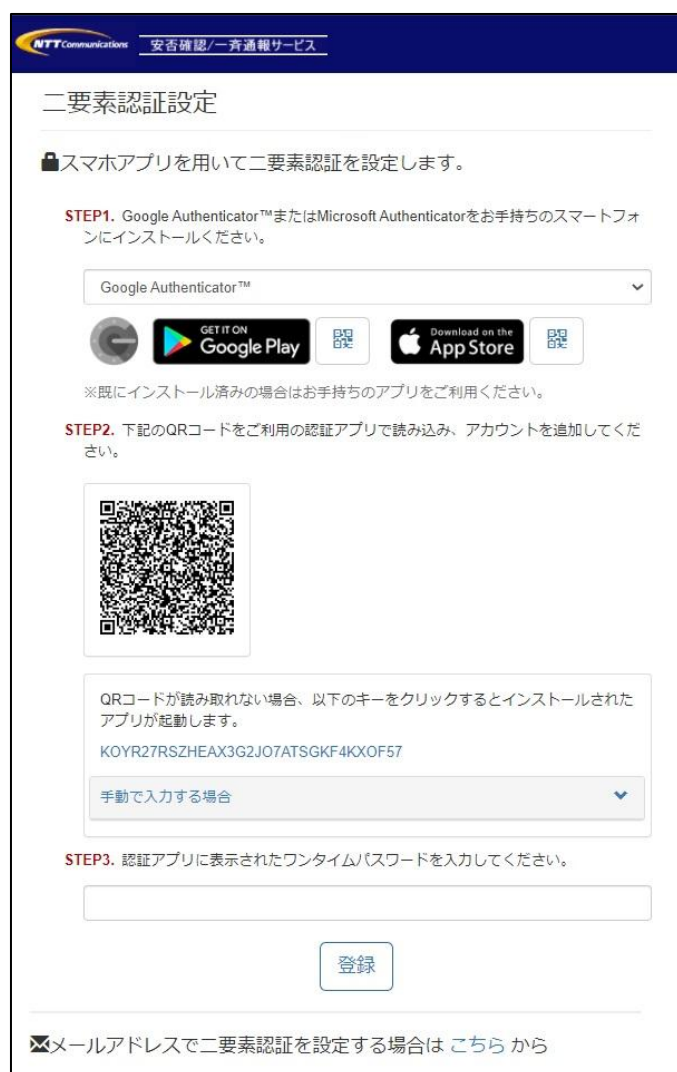 NTT Communications 安否確認/一斉通報サービス
二要素認証設定
スマホアプリを用いて二要素認証を設定します。
STEP1. Google Authenticator™またはMicrosoft Authenticatorをお手持ちのスマートフォ
ンにインストールください。
Google Authenticator™
GET IT ON
Google Play
Download on the
App Store
※既にインストール済みの場合はお手持ちのアプリをご利用ください。
STEP2. 下記のQRコードをご利用の認証アプリで読み込み、アカウントを追加してくだ
さい。
QRコードが読み取れない場合、以下のキーをクリックするとインストールされた
アプリが起動します。
KOYR27RSZHEAX3G2JO7ATSGKF4KXOF57
手動で入力する場合
STEP3. 認証アプリに表示されたワンタイムパスワードを入力してください。
登録
メールアドレスで二要素認証を設定する場合は こちら から